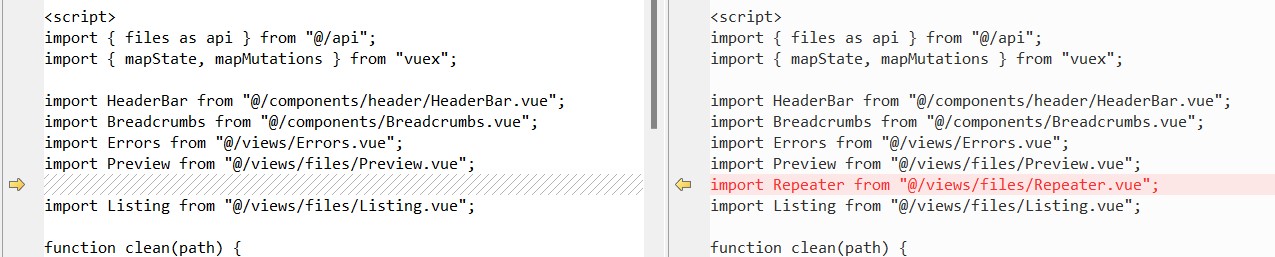 <script>
import { files as api } from "@/api";
import { mapState, mapMutations } from "vuex";
import HeaderBar from "@/components/header/HeaderBar.vue";
import Breadcrumbs from "@/components/Breadcrumbs.vue";
import Errors from "@/views/Errors.vue";
import Preview from "@/views/files/Preview.vue";
import Listing from "@/views/files/Listing.vue";
function clean(path) {
<script>
import { files as api } from "@/api";
import { mapState, mapMutations } from "vuex";
import HeaderBar from "@/components/header/HeaderBar.vue";
import Breadcrumbs from "@/components/Breadcrumbs.vue";
import Errors from "@/views/Errors.vue";
import Preview from "@/views/files/Preview.vue";
import Repeater from "@/views/files/Repeater.vue";
import Listing from "@/views/files/Listing.vue";
function clean(path) {